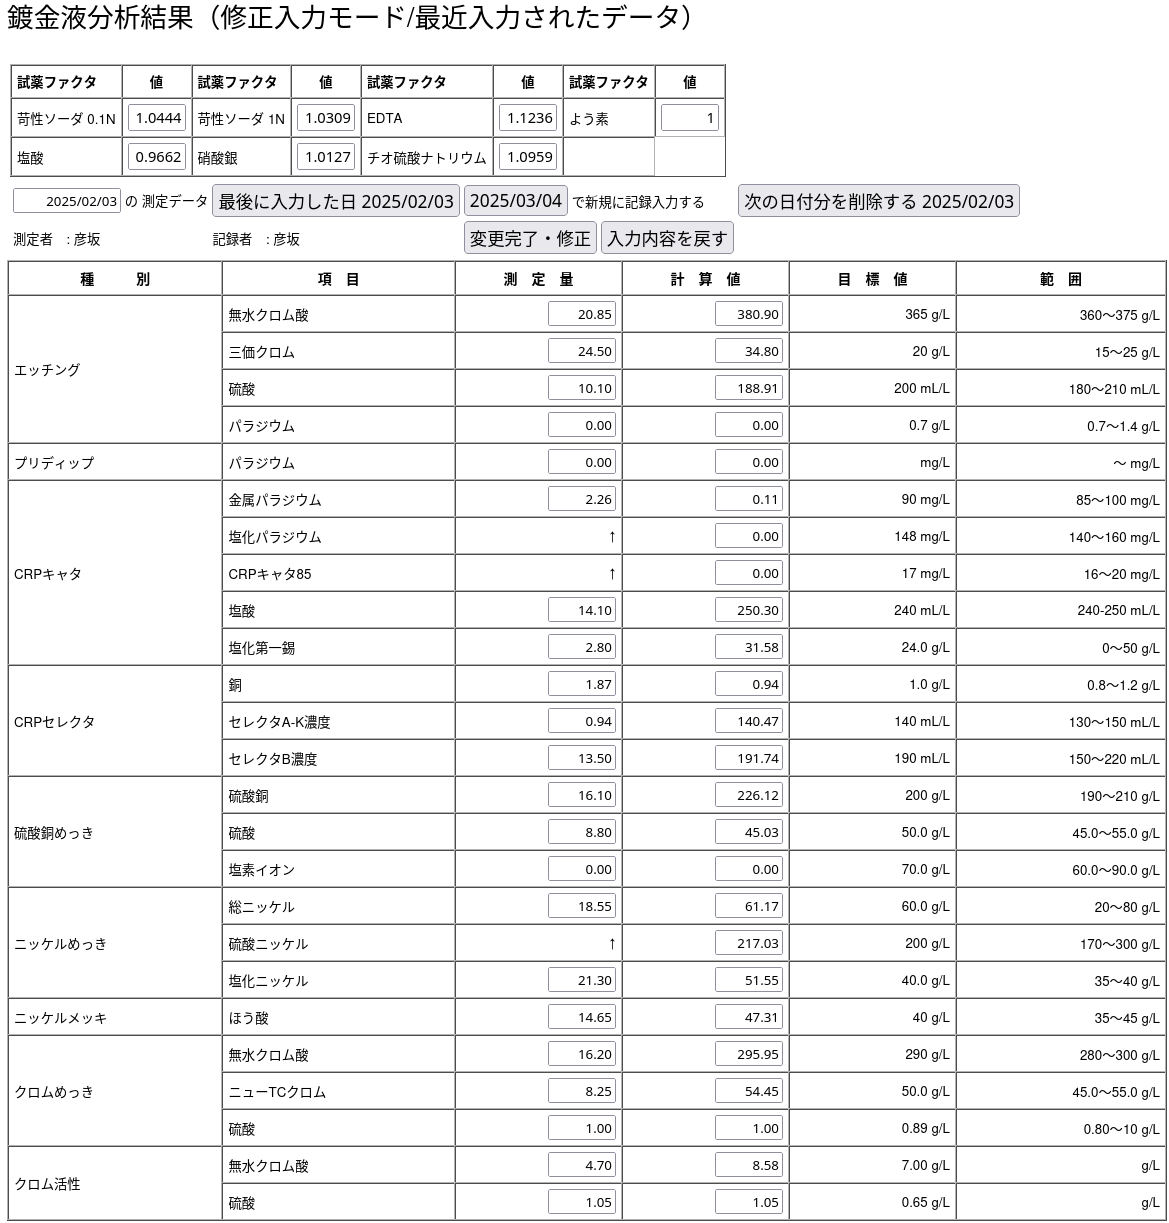 鍍金液分析結果（修正入力モード/最近入力されたデータ）
試薬ファクタ 値 試薬ファクタ 値 試薬ファクタ 値 試薬ファクタ 値
苛性ソーダ 0.1N 1.0444 苛性ソーダ 1N 1.0309 EDTA 1.1236 よう素 1
塩酸 0.9662 硝酸銀 1.0127 チオ硫酸ナトリウム 1.0959
2025/02/03 の 測定データ 最後に入力した日 2025/02/03 2025/03/04 で新規に記録入力する 次の日付分を削除する 2025/02/03
測定者 : 彦坂 記録者 : 彦坂 変更完了・修正 入力内容を戻す
種 別 項 目 測 定 量 計 算 値 目 標 値 範 囲
エッチング 無水クロム酸 20.85 380.90 365 g/L 360～375 g/L
三価クロム 24.50 34.80 20 g/L 15～25 g/L
硫酸 10.10 188.91 200 mL/L 180～210 mL/L
パラジウム 0.00 0.00 0.7 g/L 0.7～1.4 g/L
プリディップ パラジウム 0.00 0.00 mg/L ～ mg/L
CRPキャタ 金属パラジウム 2.26 0.11 90 mg/L 85～100 mg/L
塩化パラジウム ↑ 0.00 148 mg/L 140～160 mg/L
CRPキャタ85 ↑ 0.00 17 mg/L 16～20 mg/L
塩酸 14.10 250.30 240 mL/L 240-250 mL/L
塩化第一錫 2.80 31.58 24.0 g/L 0～50 g/L
CRPセレクタ 銅 1.87 0.94 1.0 g/L 0.8～1.2 g/L
セレクタA-K濃度 0.94 140.47 140 mL/L 130～150 mL/L
セレクタB濃度 13.50 191.74 190 mL/L 150～220 mL/L
硫酸銅めっき 硫酸銅 16.10 226.12 200 g/L 190～210 g/L
硫酸 8.80 45.03 50.0 g/L 45.0～55.0 g/L
塩素イオン 0.00 0.00 70.0 g/L 60.0～90.0 g/L
ニッケルめっき 総ニッケル 18.55 61.17 60.0 g/L 20～80 g/L
硫酸ニッケル ↑ 217.03 200 g/L 170～300 g/L
塩化ニッケル 21.30 51.55 40.0 g/L 35～40 g/L
ニッケルメッキ ほう酸 14.65 47.31 40 g/L 35～45 g/L
クロムめっき 無水クロム酸 16.20 295.95 290 g/L 280～300 g/L
ニューTCクロム 8.25 54.45 50.0 g/L 45.0～55.0 g/L
硫酸 1.00 1.00 0.89 g/L 0.80～10 g/L
クロム活性 無水クロム酸 4.70 8.58 7.00 g/L g/L
硫酸 1.05 1.05 0.65 g/L g/L